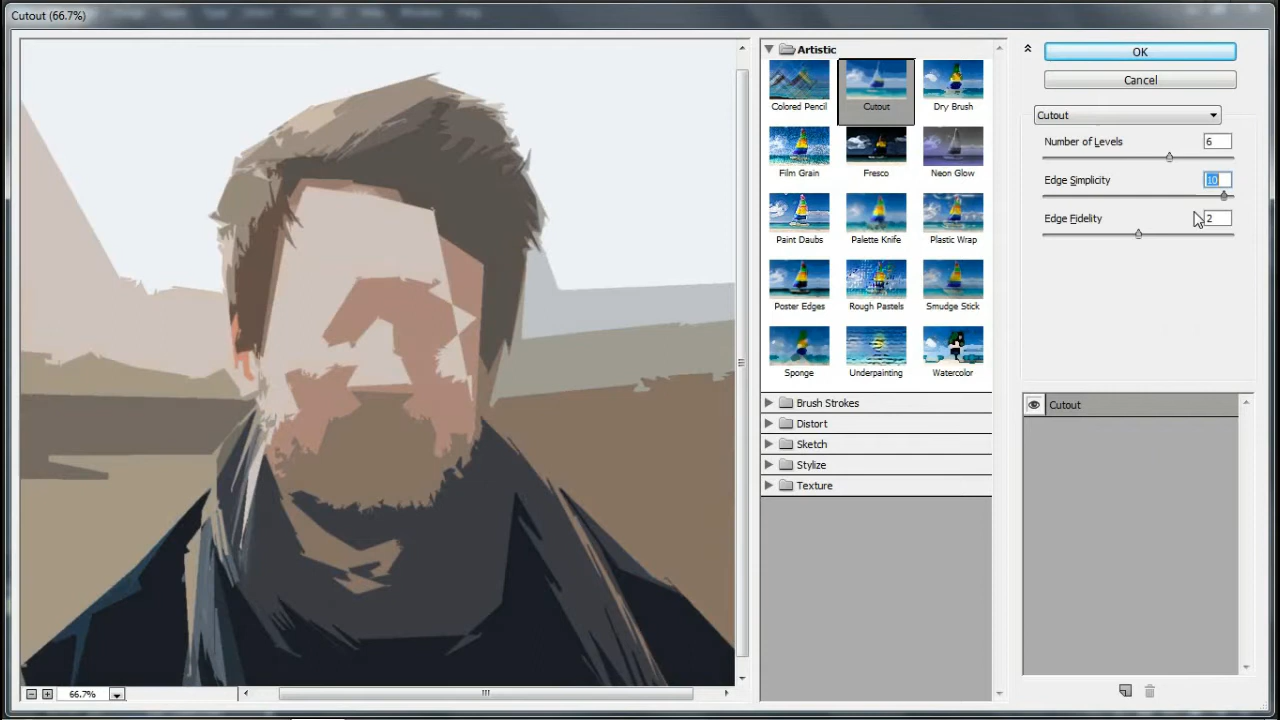 Cutout (66.7%)
Artistic
Colored Pencil
Cutout
Dry Brush
Film Grain
Fresco
Neon Glow
Paint Daubs
Palette Knife
Plastic Wrap
Poster Edges
Rough Pastels
Smudge Stick
Sponge
Underpainting
Watercolor
Brush Strokes
Distort
Sketch
Stylize
Texture
OK
Cancel
Cutout
Number of Levels 6
Edge Simplicity 10
Edge Fidelity 2
Cutout
66.7%